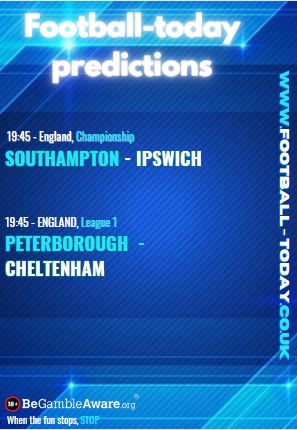 Football-today
predictions
19:45 - England, Championship
SOUTHAMPTON - IPSWICH
19:45 - ENGLAND, League 1
PETERBOROUGH -
CHELTENHAM
WWW.FOOTBALL-TODAY.CO.UK
18+ BeGambleAware.org®
When the fun stops, STOP